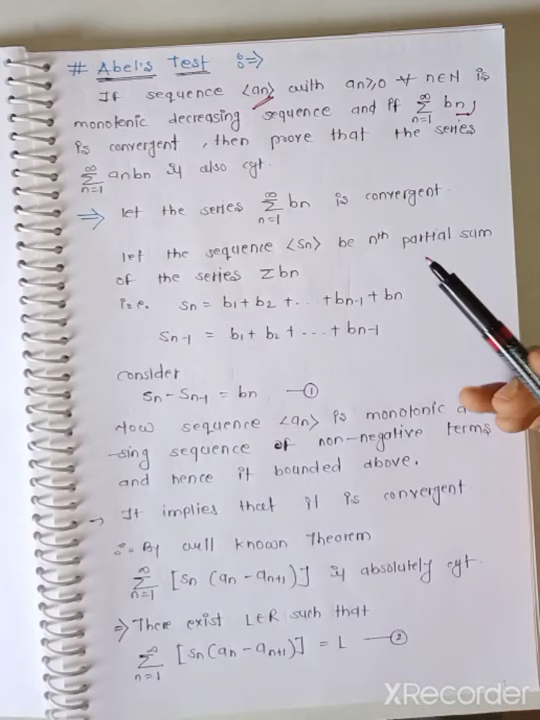 # Abel's Test :⇒
If sequence <an> with an≥0 ∀ n∈N is
monotonic decreasing sequence and if ∞∑n=1 bn,
is convergent, then prove that the series
∞∑n=1 anbn is also cgt.
⇒ let the series ∞∑n=1 bn is convergent.
let the sequence <sn> be nth partial sum
of the series Σbn
i.e. sn = b1 + b2 + ... + bn-1 + bn
sn-1 = b1 + b2 + ... + bn-1
consider
sn - sn-1 = bn —①
Now sequence <an> is monotonic
-sing sequence of non-negative terms
and hence it bounded above.
→ It implies that it is convergent.
∴ By well known Theorem
∞∑n=1 [sn (an - an+1)] is absolutely cgt.
⇒ There exist L∈R such that
∞∑n=1 [sn(an - an+1)] = L —②
XRecorder